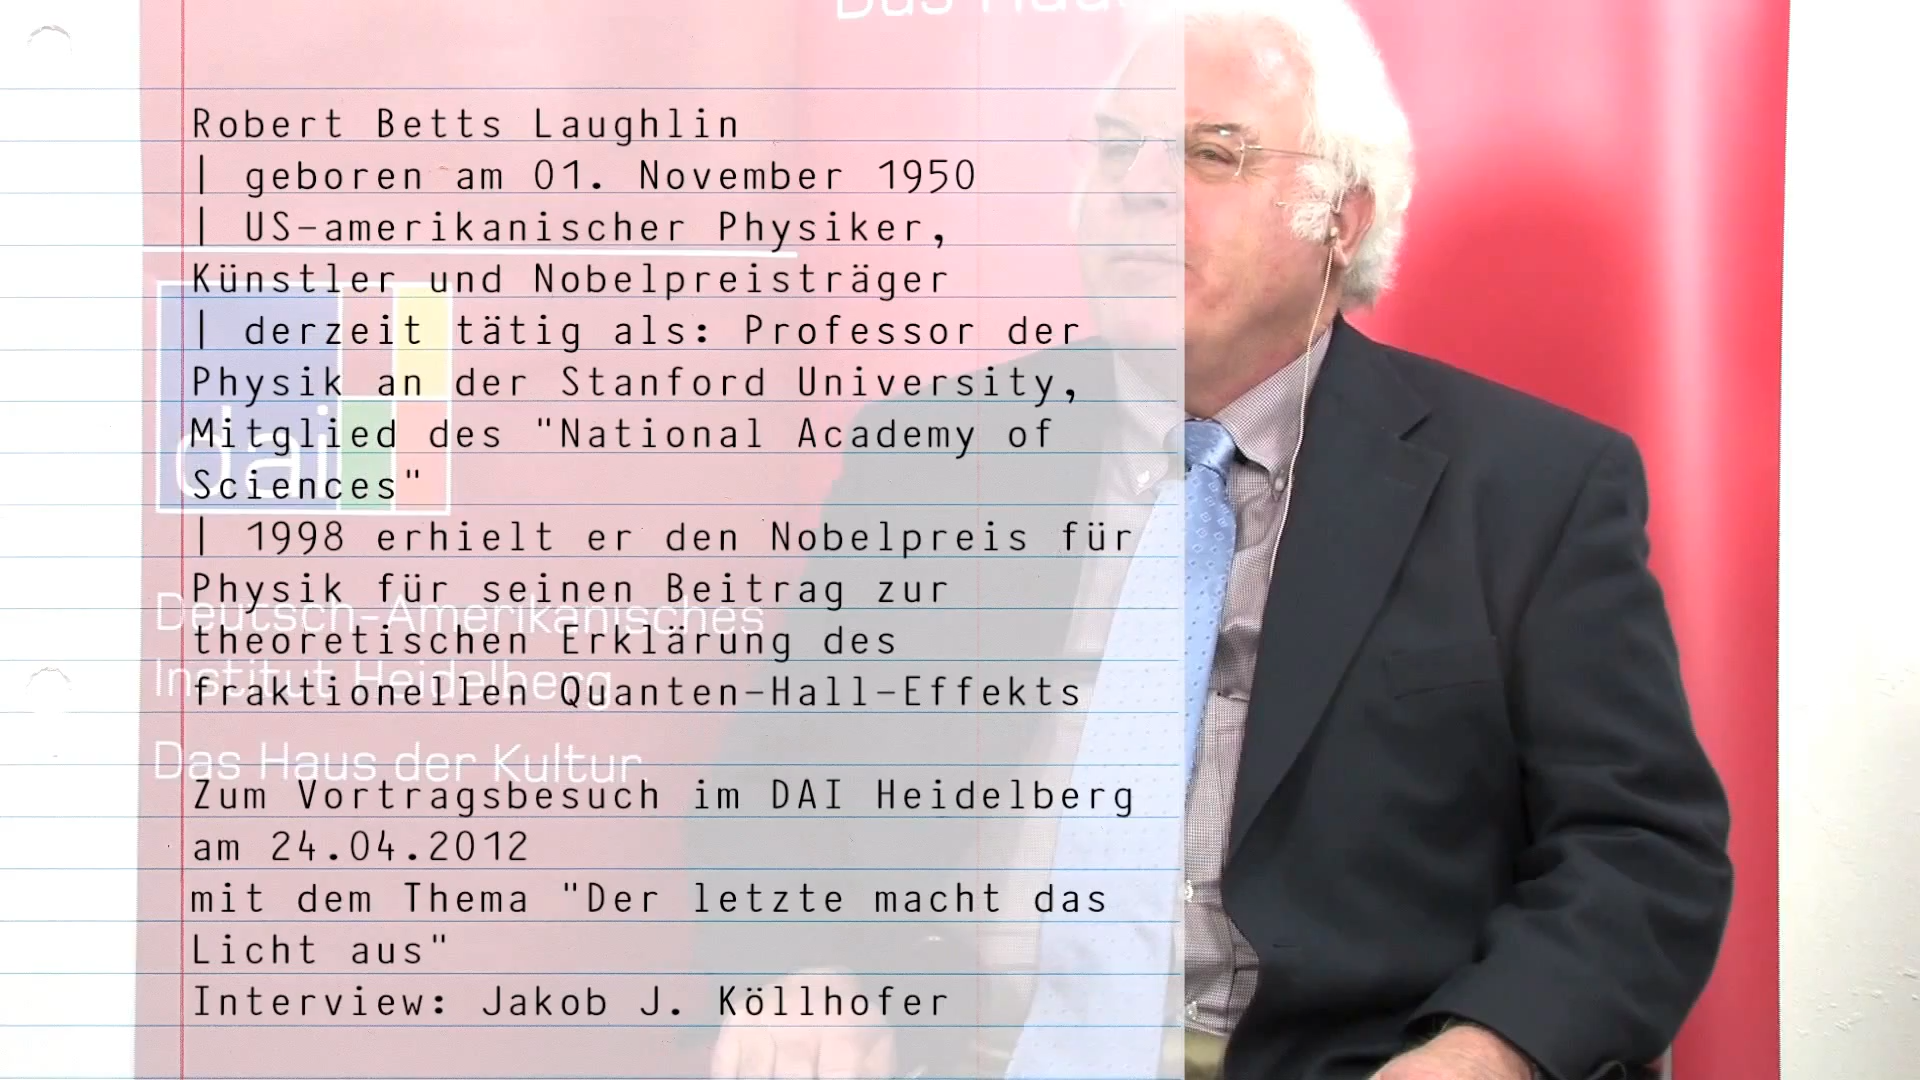 Das Haus
Robert Betts Laughlin
| geboren am 01. November 1950
| US-amerikanischer Physiker,
Künstler und Nobelpreisträger
| derzeit tätig als: Professor der
Physik an der Stanford University,
Mitglied des "National Academy of
Sciences"
| 1998 erhielt er den Nobelpreis für
Physik für seinen Beitrag zur
theoretischen Erklärung des
fraktionellen Quanten-Hall-Effekts
Zum Vortragsbesuch im DAI Heidelberg
am 24.04.2012
mit dem Thema "Der letzte macht das
Licht aus"
Interview: Jakob J. Köllhofer
dai
Deutsch-Amerikanisches
Institut Heidelberg
Das Haus der Kultur.